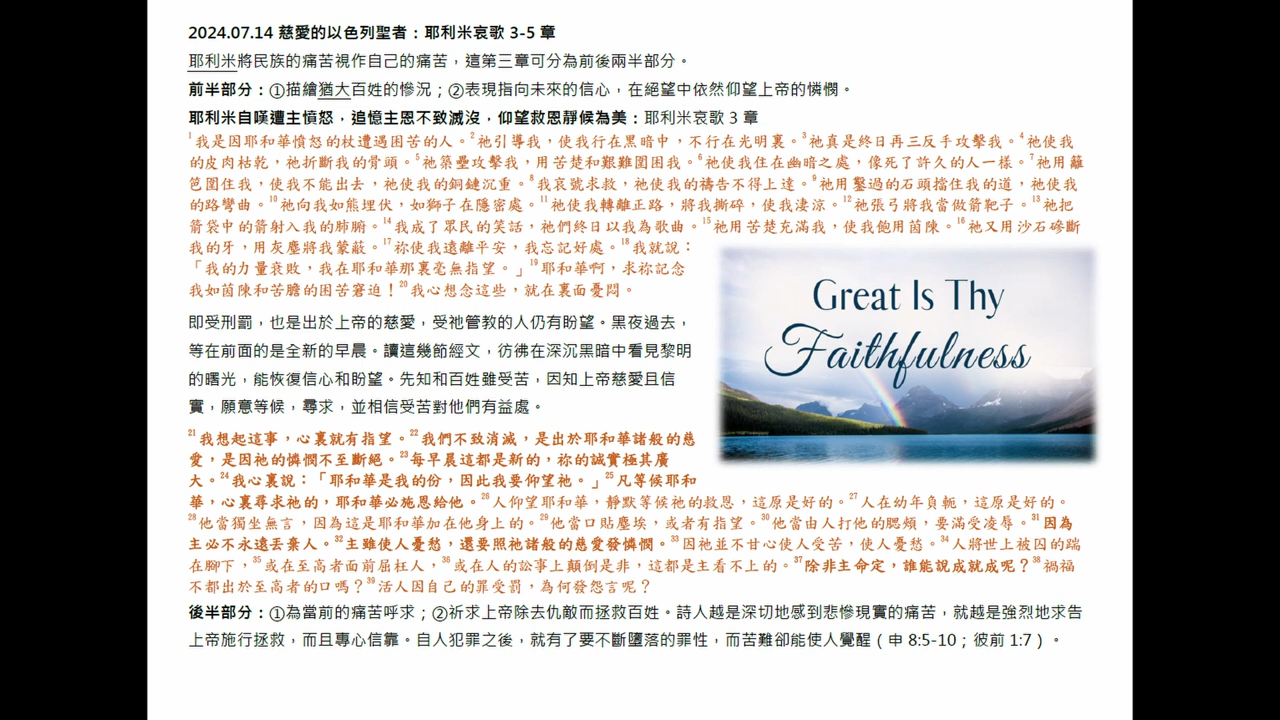 2024.07.14 慈愛的以色列聖者：耶利米哀歌 3-5 章
耶利米將民族的痛苦視作自己的痛苦，這第三章可分為前後兩半部分。
前半部分：①描繪猶大百姓的慘況；②表現指向未來的信心，在絕望中依然仰望上帝的憐憫。
耶利米自嘆遭主憤怒，追憶主恩不致滅沒，仰望救恩靜候為美：耶利米哀歌 3 章
1我是因耶和華憤怒的杖遭遇困苦的人。2祂引導我，使我行在黑暗中，不行在光明裏。3祂真是終日再三反手攻擊我。4祂使我
的皮肉枯乾，祂折斷我的骨頭。5祂築壘攻擊我，用苦楚和艱難圍困我。6祂使我住在幽暗之處，像死了許久的人一樣。7祂用籬
笆圍住我，使我不能出去，祂使我的銅鏈沉重。8我哀號求救，祂使我的禱告不得上達。9祂用鑿過的石頭擋住我的道，祂使我
的路彎曲。10祂向我如熊埋伏，如獅子在隱密處。11祂使我轉離正路，將我撕碎，使我淒涼。12祂張弓將我當做箭靶子。13祂把
箭袋中的箭射入我的肺腑。14我成了眾民的笑話，祂們終日以我為歌曲。15祂用苦楚充滿我，使我飽用茵陳。16祂又用沙石磣斷
我的牙，用灰塵將我蒙蔽。17祢使我遠離平安，我忘記好處。18我就說：
「我的力量衰敗，我在耶和華那裏毫無指望。」19耶和華啊，求祢記念
我如茵陳和苦膽的困苦窘迫！20我心想念這些，就在裏面憂悶。
Great Is Thy
Faithfulness
即受刑罰，也是出於上帝的慈愛，受祂管教的人仍有盼望。黑夜過去，
等在前面的是全新的早晨。讀這幾節經文，彷彿在深沉黑暗中看見黎明
的曙光，能恢復信心和盼望。先知和百姓雖受苦，因知上帝慈愛且信
實，願意等候，尋求，並相信受苦對他們有益處。
21我想起這事，心裏就有指望。22我們不致消滅，是出於耶和華諸般的慈
愛，是因祂的憐憫不至斷絕。23每早晨這都是新的，祢的誠實極其廣
大。24我心裏說：「耶和華是我的份，因此我要仰望祂。」25凡等候耶和
華，心裏尋求祂的，耶和華必施恩給他。26人仰望耶和華，靜默等候祂的救恩，這原是好的。27人在幼年負軛，這原是好的。
28他當獨坐無言，因為這是耶和華加在他身上的。29他當口貼塵埃，或者有指望。30他當由人打他的腮頰，要滿受凌辱。31因為
主必不永遠丟棄人。32主雖使人憂愁，還要照祂諸般的慈愛發憐憫。33因祂並不甘心使人受苦，使人憂愁。34人將世上被囚的踹
在腳下，35或在至高者面前屈枉人，36或在人的訟事上顛倒是非，這都是主看不上的。37除非主命定，誰能說成就成呢？38禍福
不都出於至高者的口嗎？39活人因自己的罪受罰，為何發怨言呢？
後半部分：①為當前的痛苦呼求；②祈求上帝除去仇敵而拯救百姓。詩人越是深切地感到悲慘現實的痛苦，就越是強烈地求告
上帝施行拯救，而且專心信靠。自人犯罪之後，就有了要不斷墮落的罪性，而苦難卻能使人覺醒（申 8:5-10；彼前 1:7）。